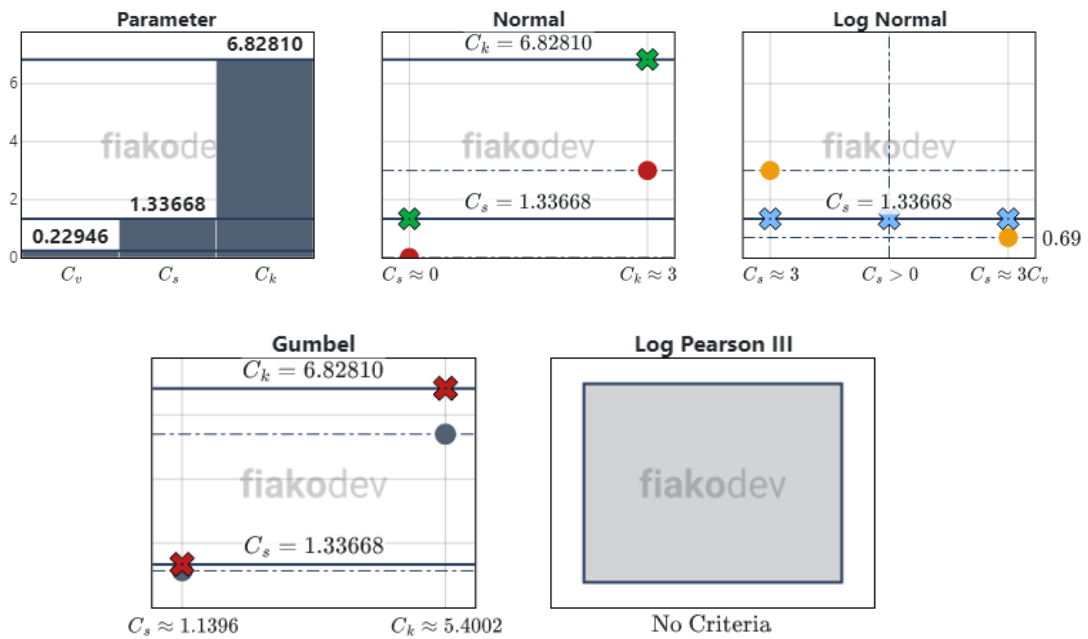 Parameter
6.82810
1.33668
0.22946
6
4
2
0
C_v
C_s
C_k
fiakode
Normal
C_k = 6.82810
fiakodev
C_s = 1.33668
C_s ≈ 0
C_k ≈ 3
Log Normal
fiakodev
C_s = 1.33668
0.69
C_s ≈ 3
C_s > 0
C_s ≈ 3C_v
Gumbel
C_k = 6.82810
fiakodev
C_s = 1.33668
C_s ≈ 1.1396
C_k ≈ 5.4002
Log Pearson III
fiakodev
No Criteria